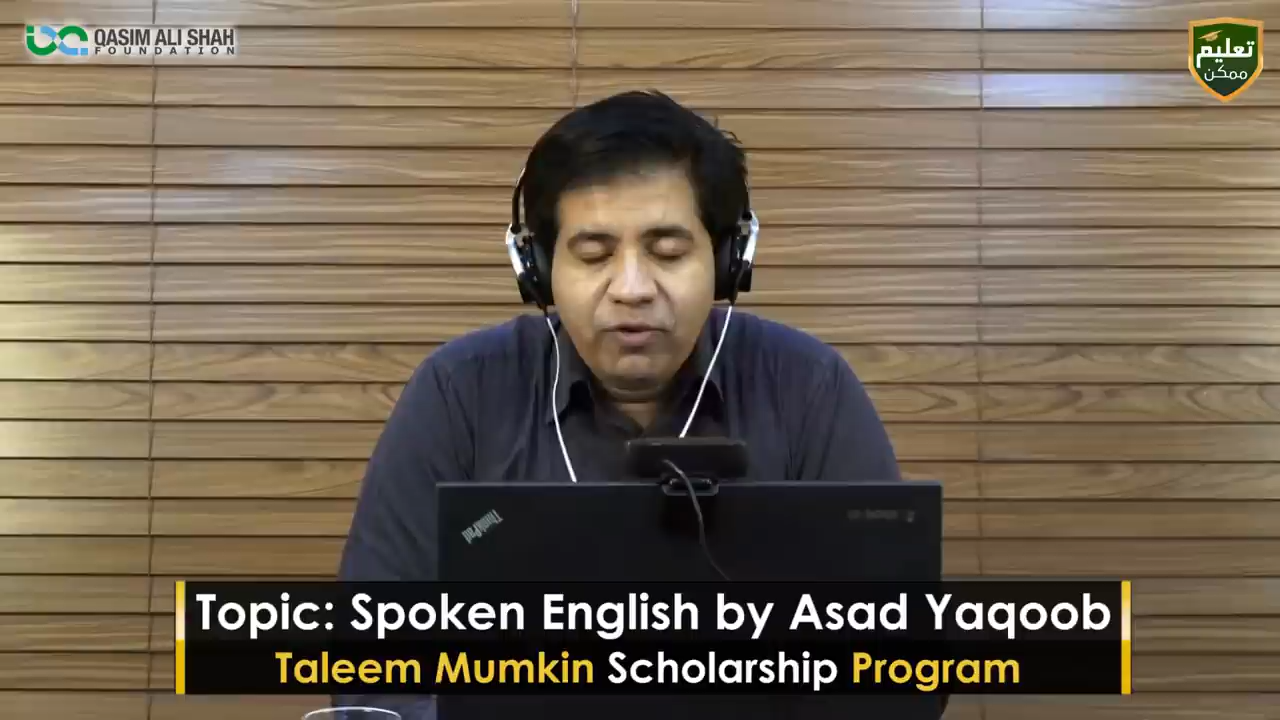 QASIM ALI SHAH
FOUNDATION
تعلیم
ممکن
ThinkPad
Topic: Spoken English by Asad Yaqoob
Taleem Mumkin Scholarship Program